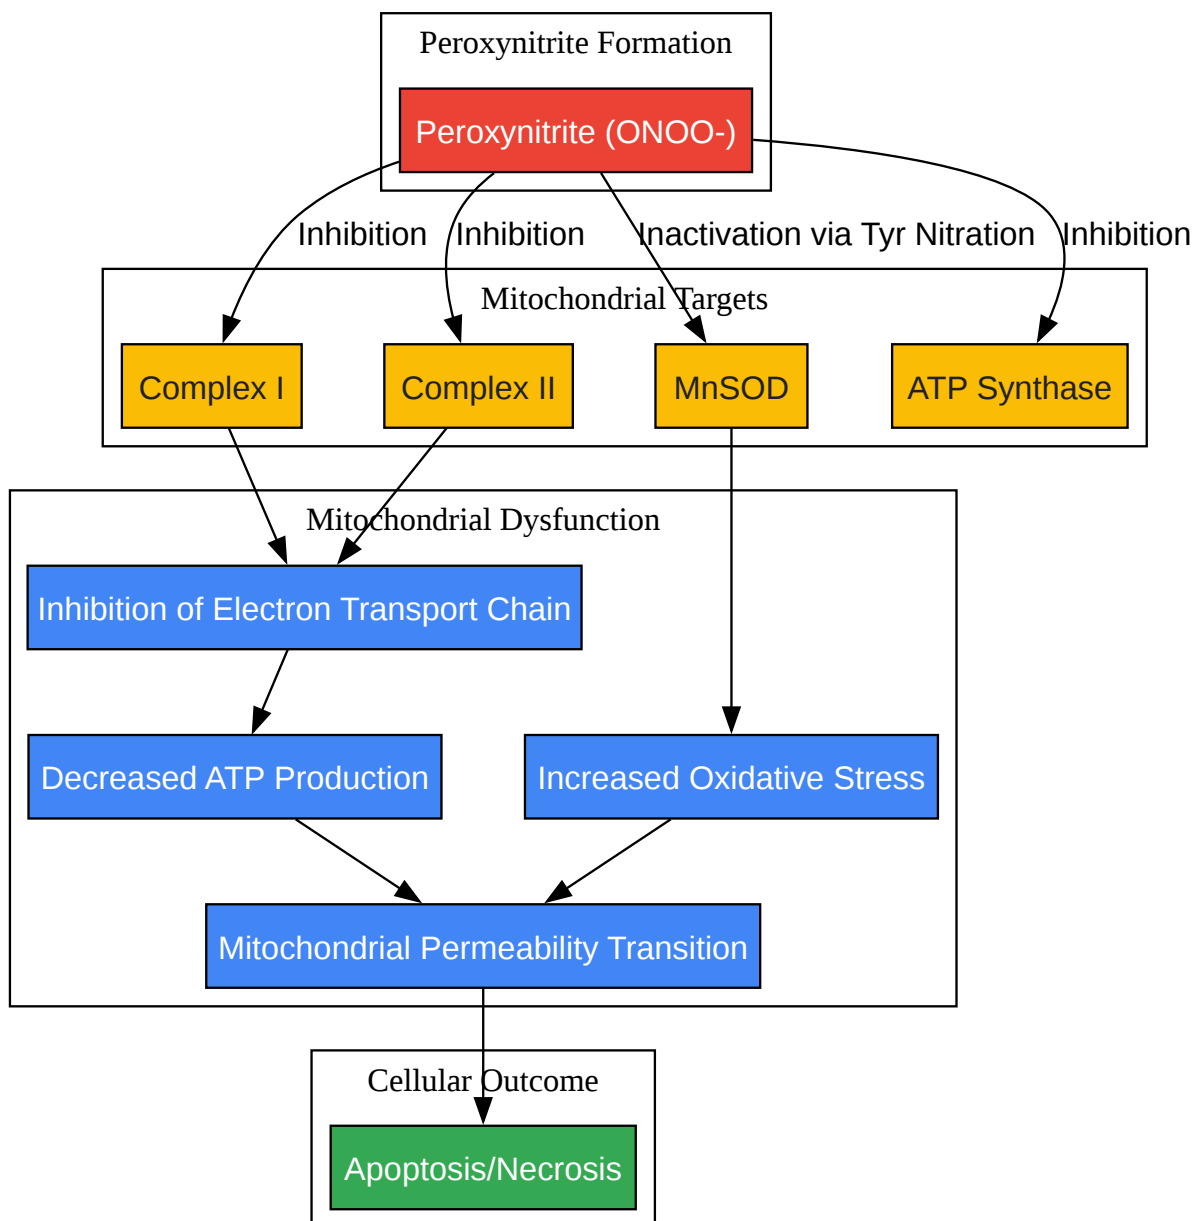 Peroxynitrite Formation
Peroxynitrite (ONOO-)
Inhibition
Inhibition
Inactivation via Tyr Nitration
Inhibition
Mitochondrial Targets
Complex I
Complex II
MnSOD
ATP Synthase
Mitochondrial Dysfunction
Inhibition of Electron Transport Chain
Decreased ATP Production
Increased Oxidative Stress
Mitochondrial Permeability Transition
Cellular Outcome
Apoptosis/Necrosis